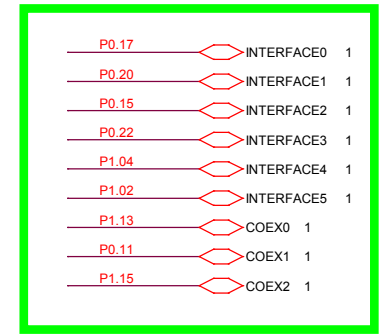 P0.17 INTERFACE0 1
P0.20 INTERFACE1 1
P0.15 INTERFACE2 1
P0.22 INTERFACE3 1
P1.04 INTERFACE4 1
P1.02 INTERFACE5 1
P1.13 COEX0 1
P0.11 COEX1 1
P1.15 COEX2 1